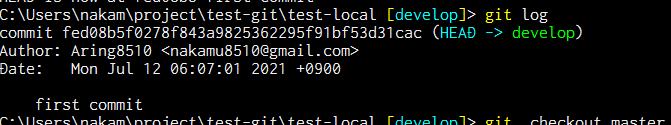 C:\Users\nakam\project\test-git\test-local [develop]> git log
commit fed08b5f0278f843a9825362295f91bf53d31cac (HEAD -> develop)
Author: Aring8510 <nakamu8510@gmail.com>
Date:   Mon Jul 12 06:07:01 2021 +0900
first commit
C:\Users\nakam\project\test-git\test-local [develop]> git  checkout master